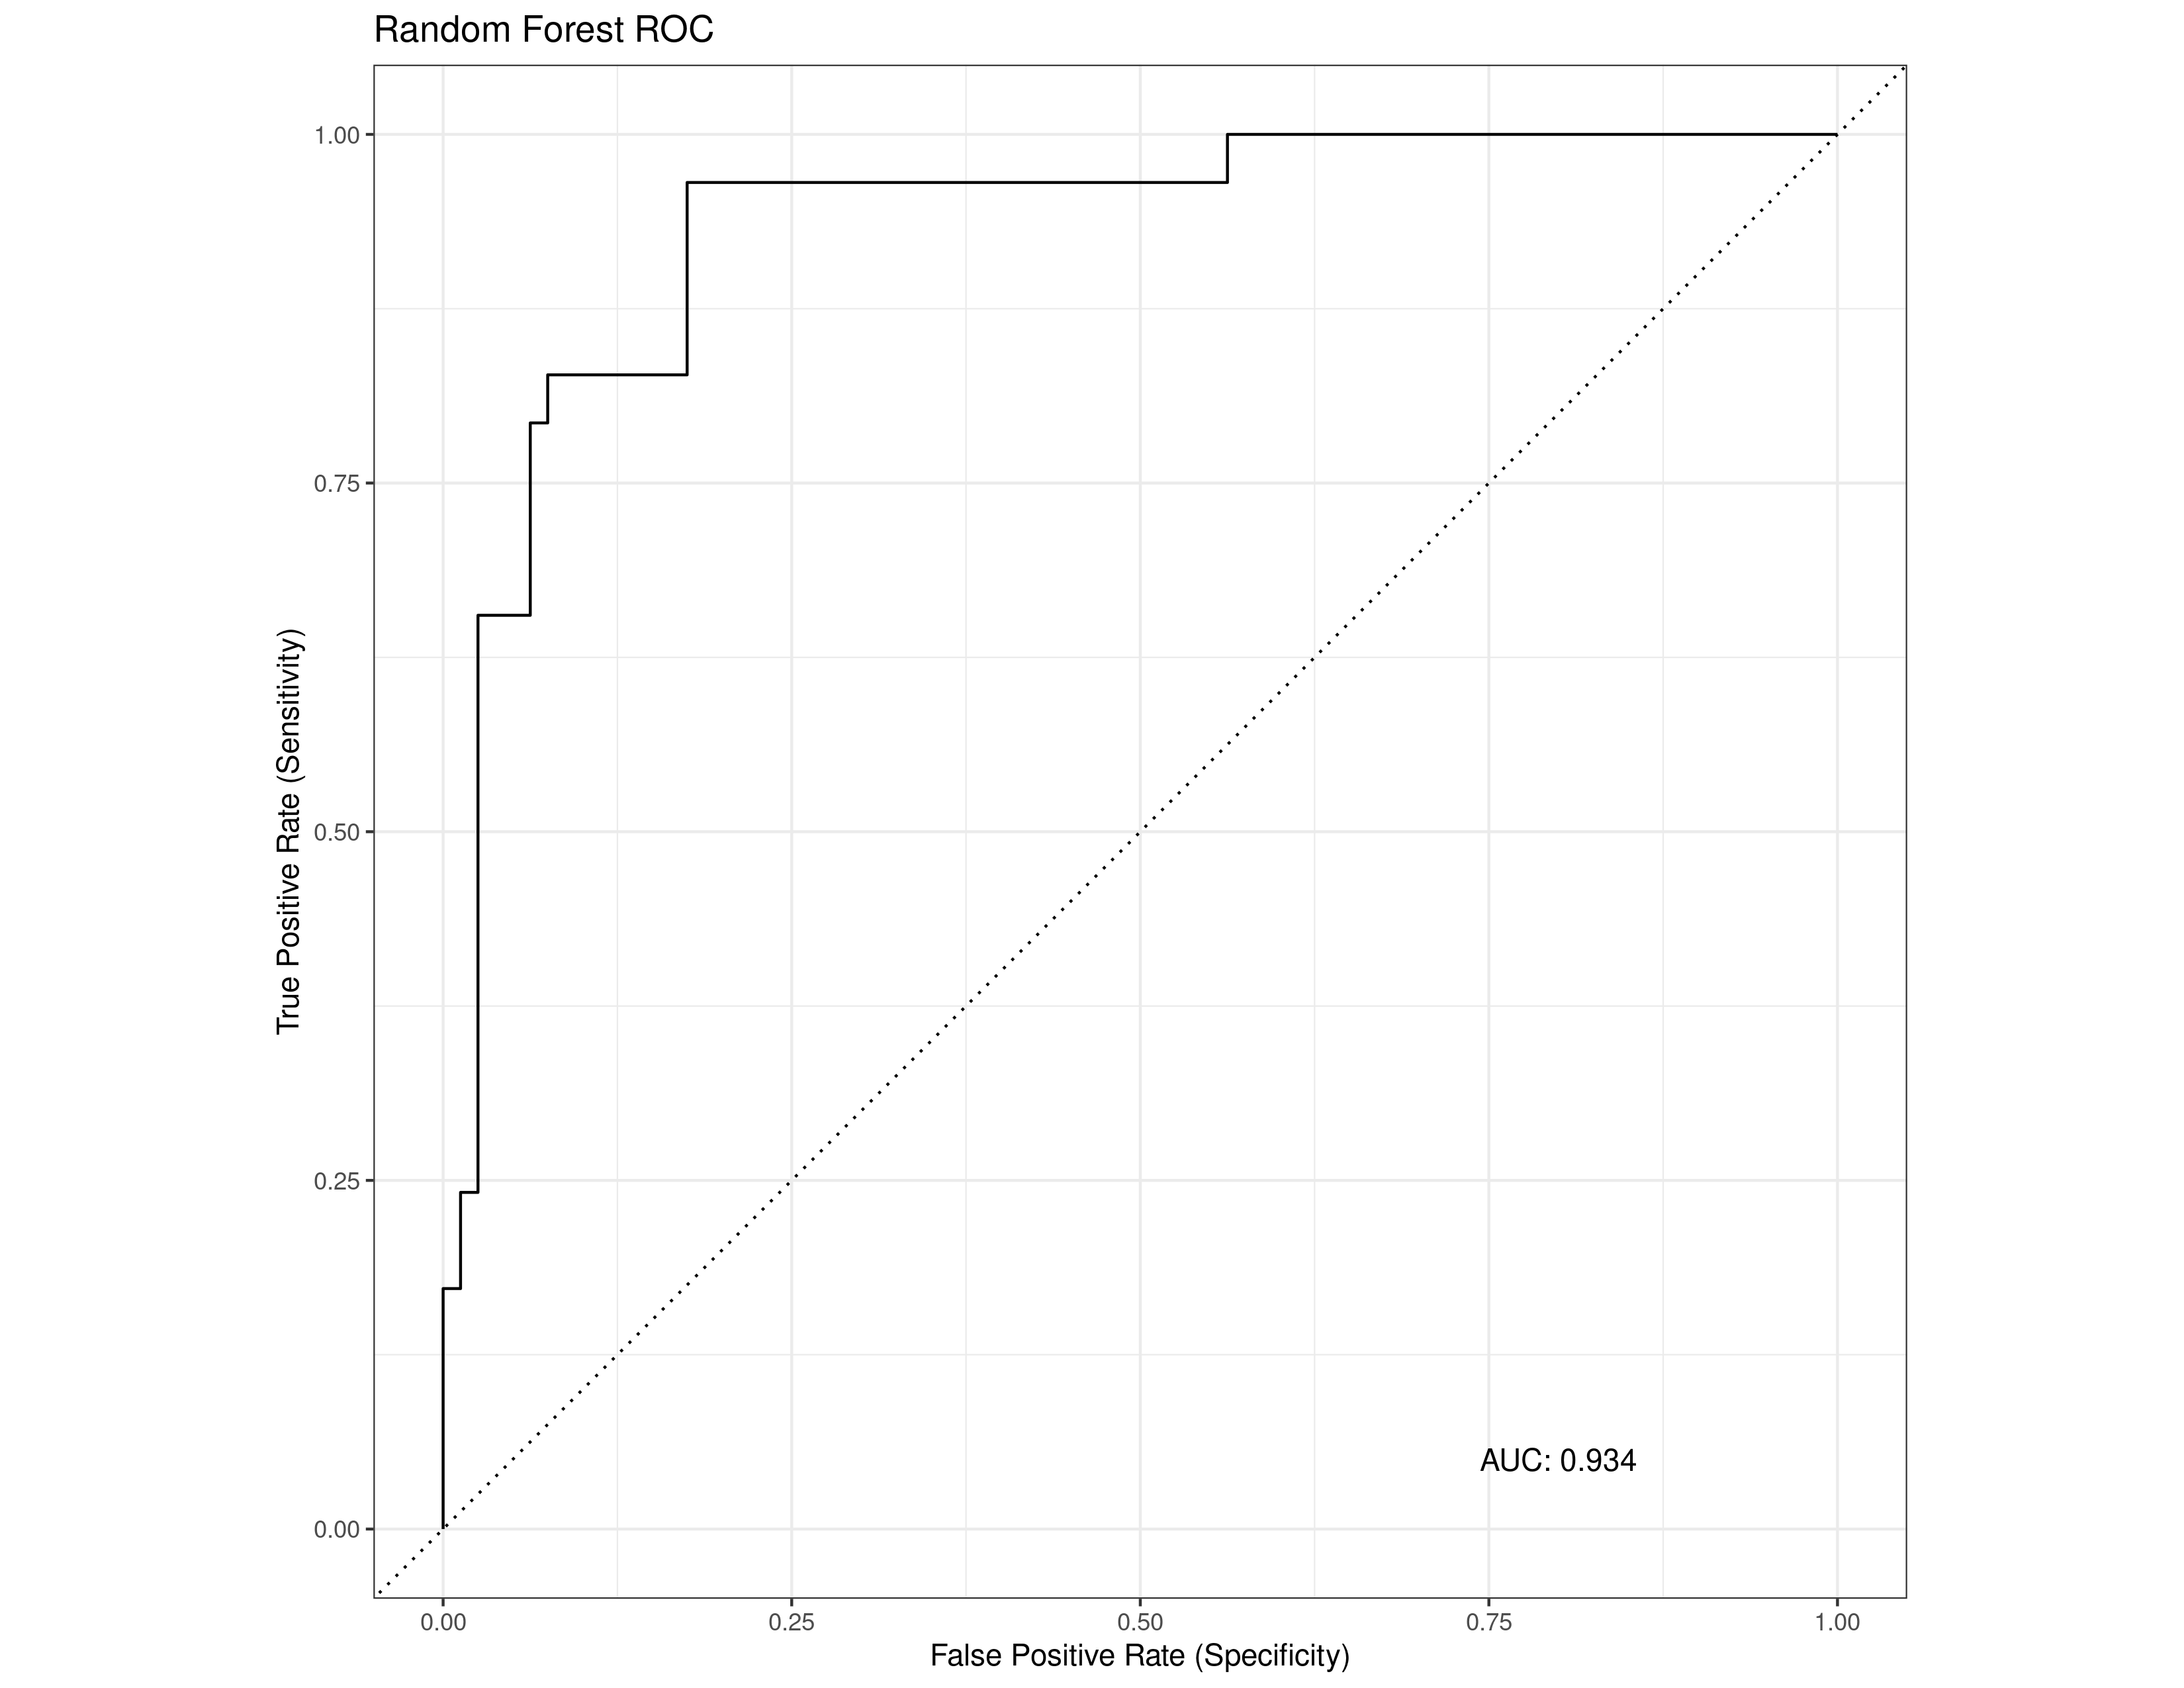 Random Forest ROC
True Positive Rate (Sensitivity)
1.00
0.75
0.50
0.25
0.00
AUC: 0.934
0.00 0.25 0.50 0.75 1.00
False Positive Rate (Specificity)